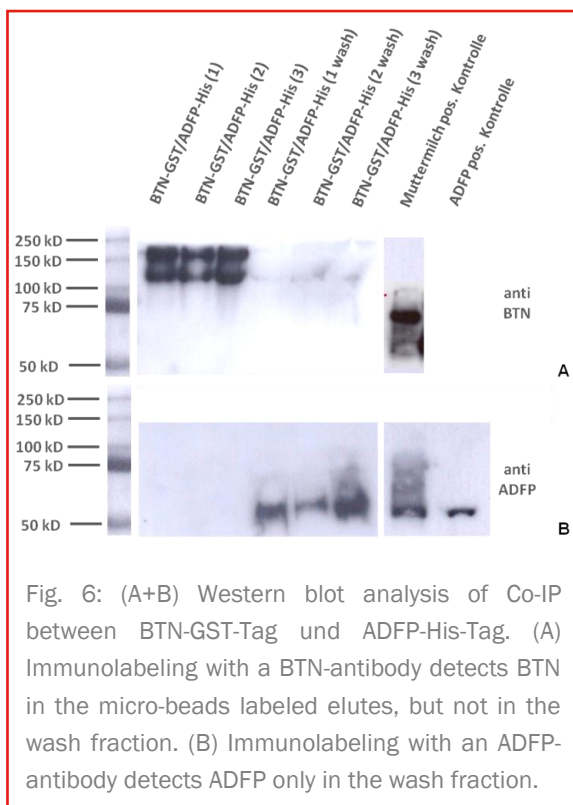 BTN-GST/ADFP-His (1)
BTN-GST/ADFP-His (2)
BTN-GST/ADFP-His (3)
BTN-GST/ADFP-His (1 wash)
BTN-GST/ADFP-His (2 wash)
BTN-GST/ADFP-His (3 wash)
Muttermilch pos. Kontrolle
ADFP pos. Kontrolle
250 kD
150 kD
100 kD
75 kD
50 kD
anti
BTN
A
250 kD
150 kD
100 kD
75 kD
50 kD
anti
ADFP
B
Fig. 6: (A+B) Western blot analysis of Co-IP
between BTN-GST-Tag und ADFP-His-Tag. (A)
Immunolabeling with a BTN-antibody detects BTN
in the micro-beads labeled elutes, but not in the
wash fraction. (B) Immunolabeling with an ADFP-
antibody detects ADFP only in the wash fraction.